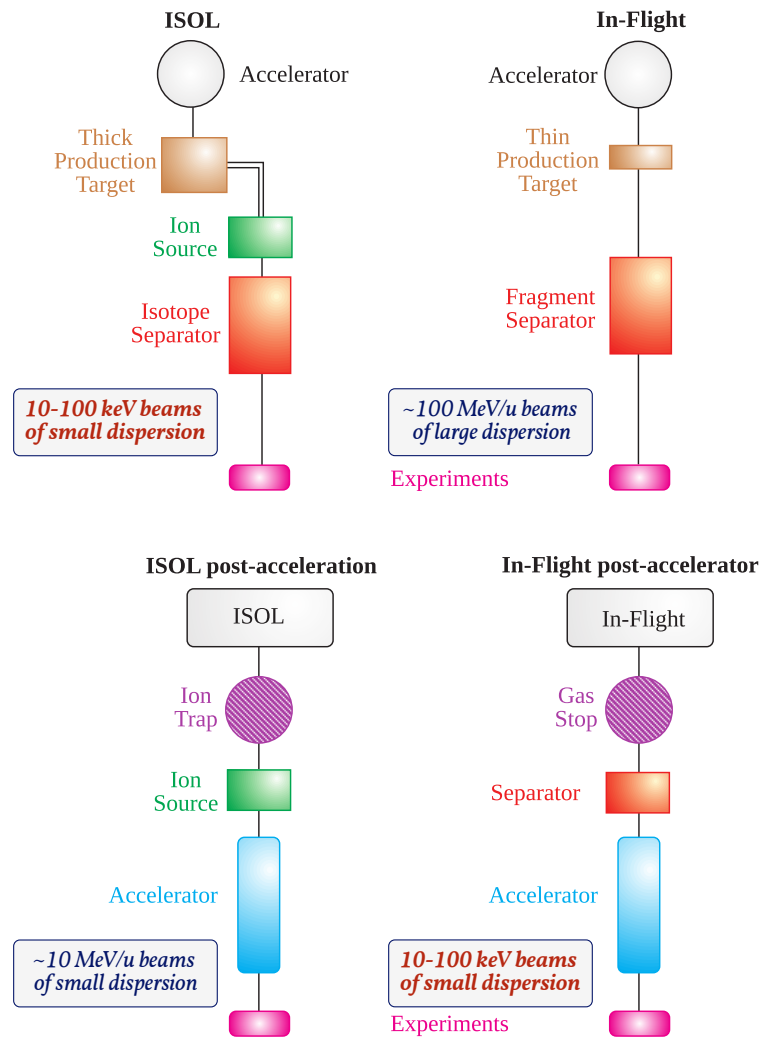 ISOL
Accelerator
Thick
Production
Target
Ion
Source
Isotope
Separator
10-100 keV beams
of small dispersion
In-Flight
Accelerator
Thin
Production
Target
Fragment
Separator
~100 MeV/u beams
of large dispersion
Experiments
ISOL post-acceleration
ISOL
Ion
Trap
Ion
Source
Accelerator
~10 MeV/u beams
of small dispersion
In-Flight post-accelerator
In-Flight
Gas
Stop
Separator
Accelerator
10-100 keV beams
of small dispersion
Experiments